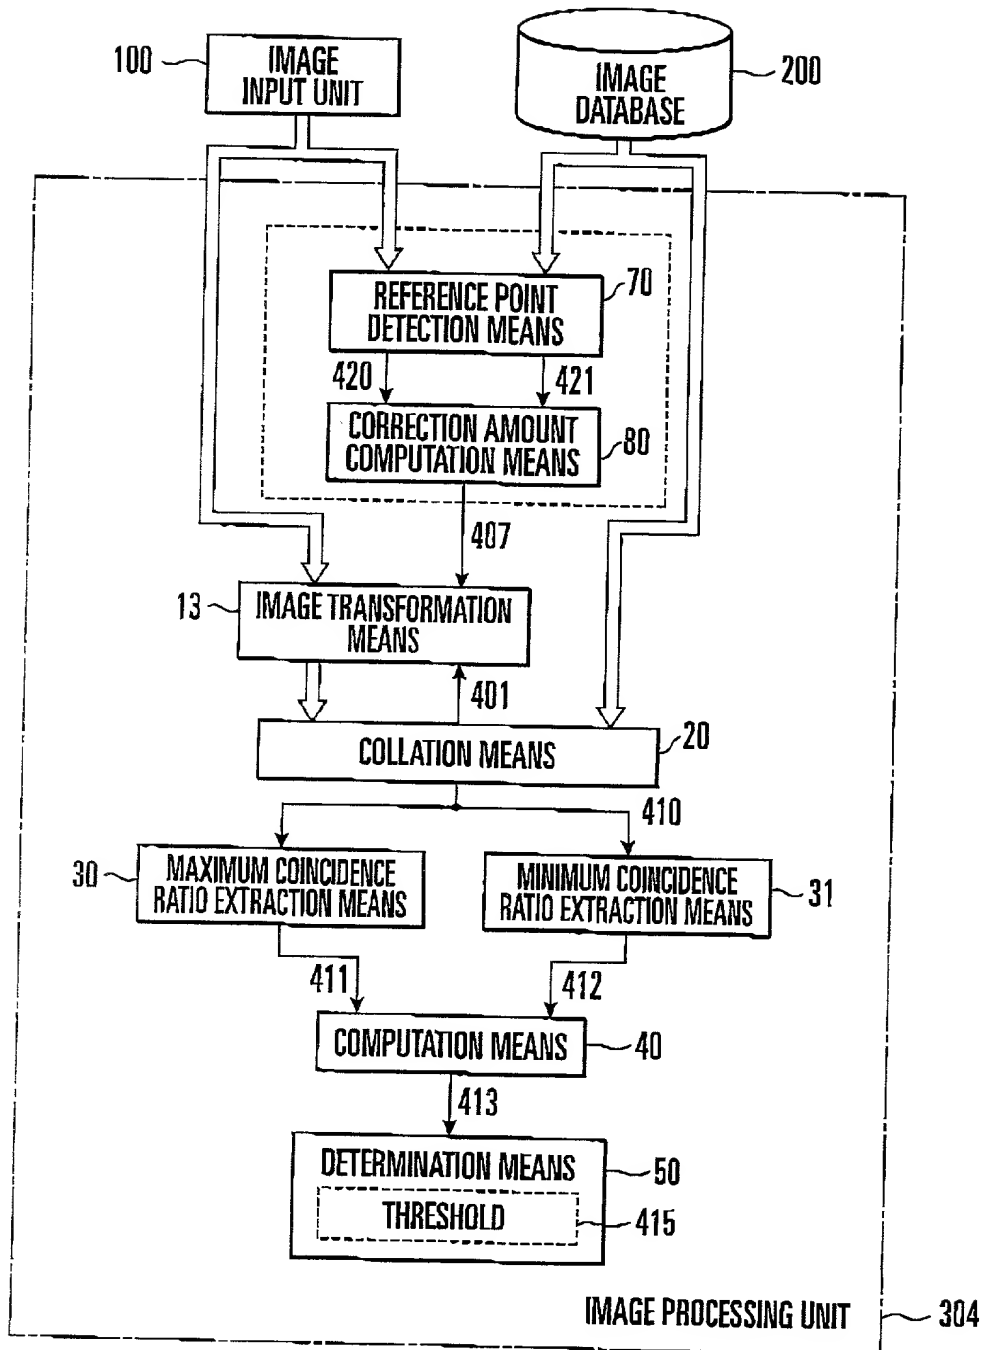 100
IMAGE
INPUT UNIT
IMAGE
DATABASE
200
REFERENCE POINT
DETECTION MEANS
70
420
421
CORRECTION AMOUNT
COMPUTATION MEANS
80
407
13
IMAGE TRANSFORMATION
MEANS
401
COLLATION MEANS
20
410
30
MAXIMUM COINCIDENCE
RATIO EXTRACTION MEANS
MINIMUM COINCIDENCE
RATIO EXTRACTION MEANS
31
411
412
COMPUTATION MEANS
40
413
DETERMINATION MEANS
50
THRESHOLD
415
IMAGE PROCESSING UNIT
304